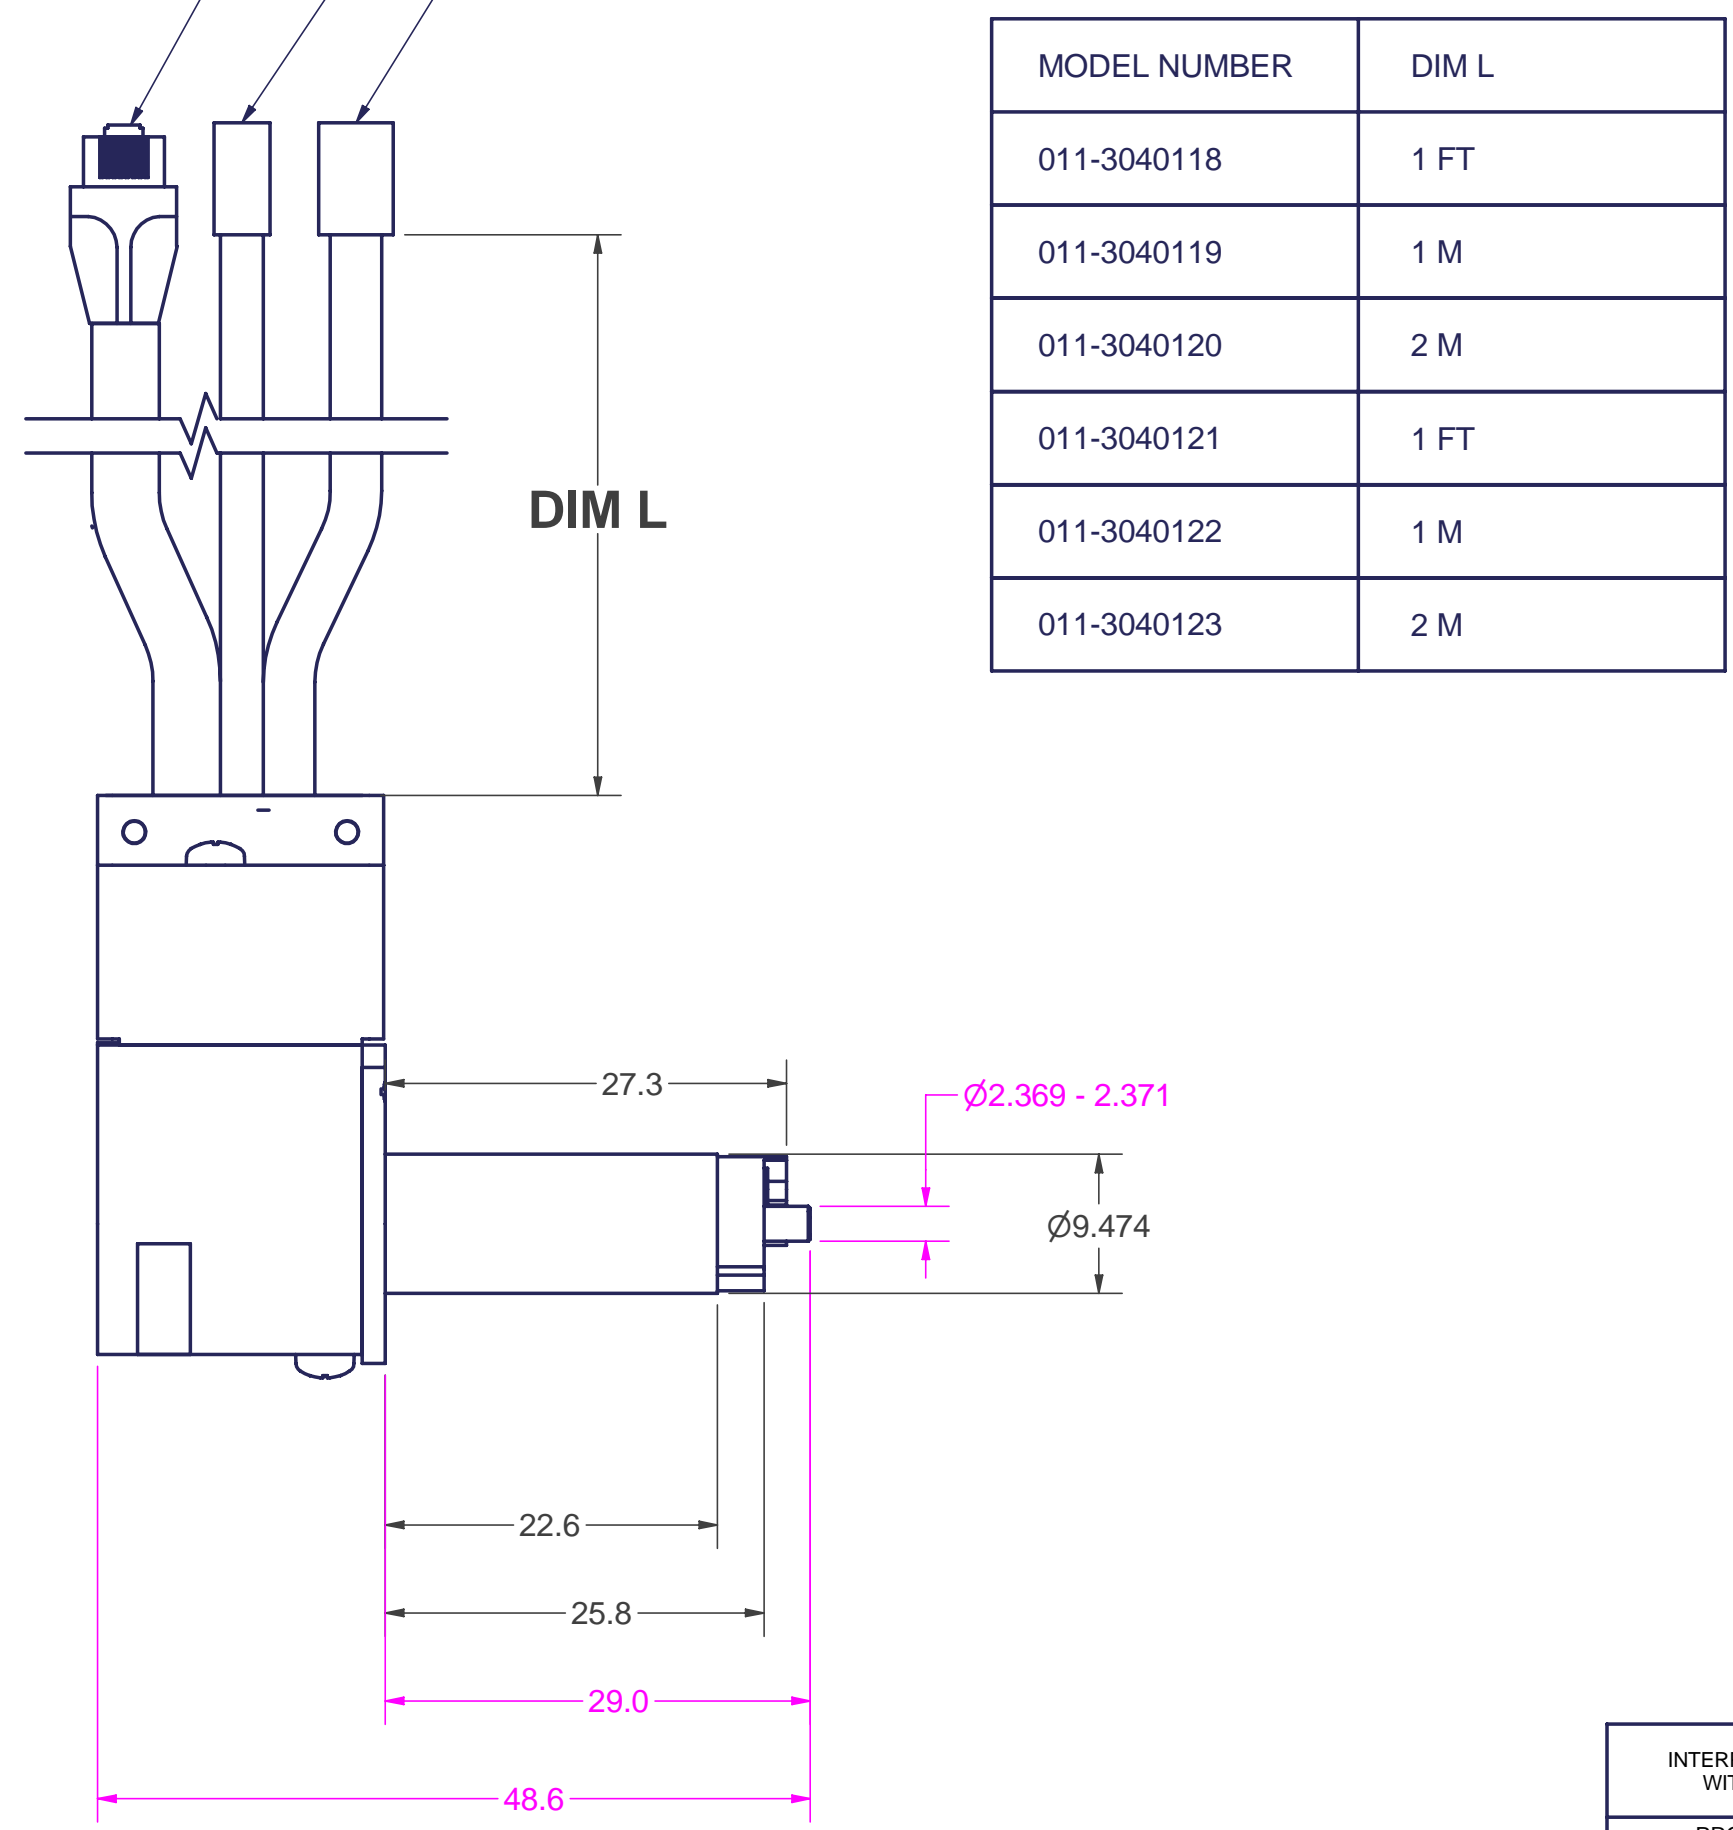 MODEL NUMBER DIM L
011-3040118 1 FT
011-3040119 1 M
011-3040120 2 M
011-3040121 1 FT
011-3040122 1 M
011-3040123 2 M
DIM L
27.3
Ø2.369 - 2.371
Ø9.474
22.6
25.8
29.0
48.6